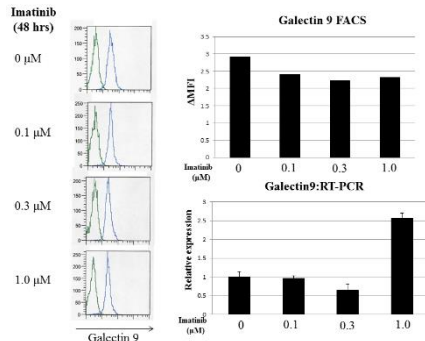 Imatinib
(48 hrs)
0 μM
0.1 μM
0.3 μM
1.0 μM
Galectin 9
Galectin 9 FACS
ΔMFI
3.5
3
2.5
2
1.5
1
0.5
0
Imatinib
(μM)
0
0.1
0.3
1.0
Galectin9:RT-PCR
Relative expression
3
2.5
2
1.5
1
0.5
0
Imatinib
(μM)
0
0.1
0.3
1.0